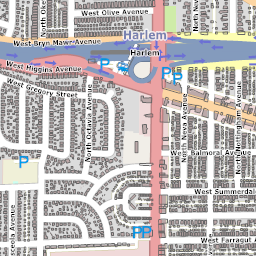 West Olive Avenue
Harlem
West Bryn Mawr Avenue
Harlem
West Higgins Avenue
P
P
P
West Gregory Street
North Octavia Avenue
North Neva Avenue
West Balmoral Avenue
P
West Summerdale
PP
West Farragut Av